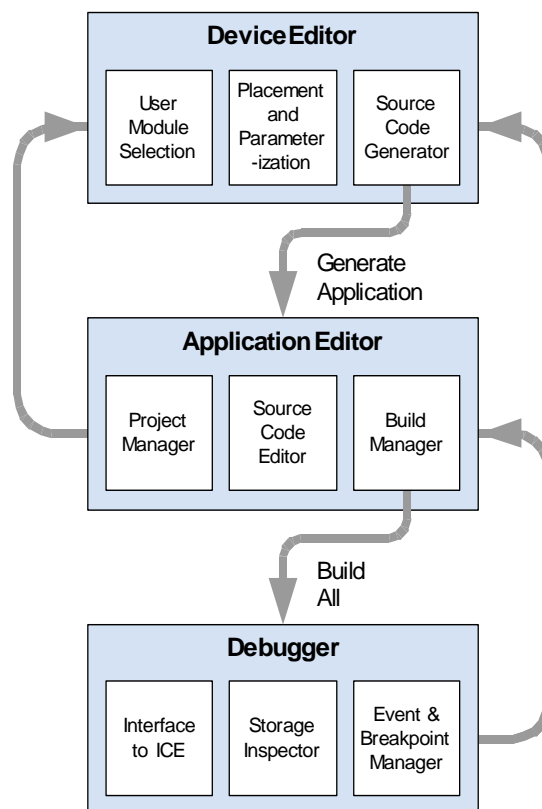 Device Editor
User
Module
Selection
Placement
and
Parameter
-ization
Source
Code
Generator
Generate
Application
Application Editor
Project
Manager
Source
Code
Editor
Build
Manager
Build
All
Debugger
Interface
to ICE
Storage
Inspector
Event &
Breakpoint
Manager